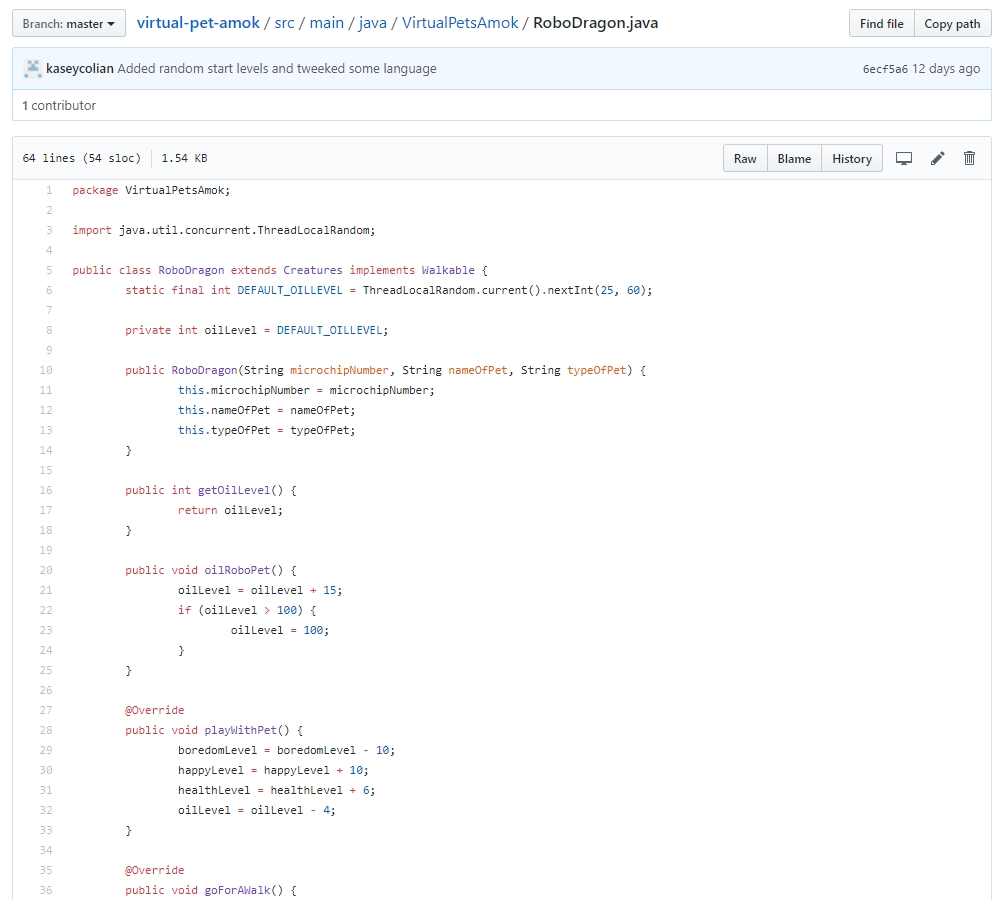 Branch: master virtual-pet-amok / src / main / java / VirtualPetsAmok / RoboDragon.java Find file Copy path
kaseycolian Added random start levels and tweeked some language 6ecf5a6 12 days ago
1 contributor
64 lines (54 sloc) 1.54 KB Raw Blame History
1 package VirtualPetsAmok;
2
3 import java.util.concurrent.ThreadLocalRandom;
4
5 public class RoboDragon extends Creatures implements Walkable {
6 static final int DEFAULT_OILLEVEL = ThreadLocalRandom.current().nextInt(25, 60);
7
8 private int oilLevel = DEFAULT_OILLEVEL;
9
10 public RoboDragon(String microchipNumber, String nameOfPet, String typeOfPet) {
11 this.microchipNumber = microchipNumber;
12 this.nameOfPet = nameOfPet;
13 this.typeOfPet = typeOfPet;
14 }
15
16 public int getOilLevel() {
17 return oilLevel;
18 }
19
20 public void oilRoboPet() {
21 oilLevel = oilLevel + 15;
22 if (oilLevel > 100) {
23 oilLevel = 100;
24 }
25 }
26
27 @Override
28 public void playWithPet() {
29 boredomLevel = boredomLevel - 10;
30 happyLevel = happyLevel + 10;
31 healthLevel = healthLevel + 6;
32 oilLevel = oilLevel - 4;
33 }
34
35 @Override
36 public void goForAWalk() {